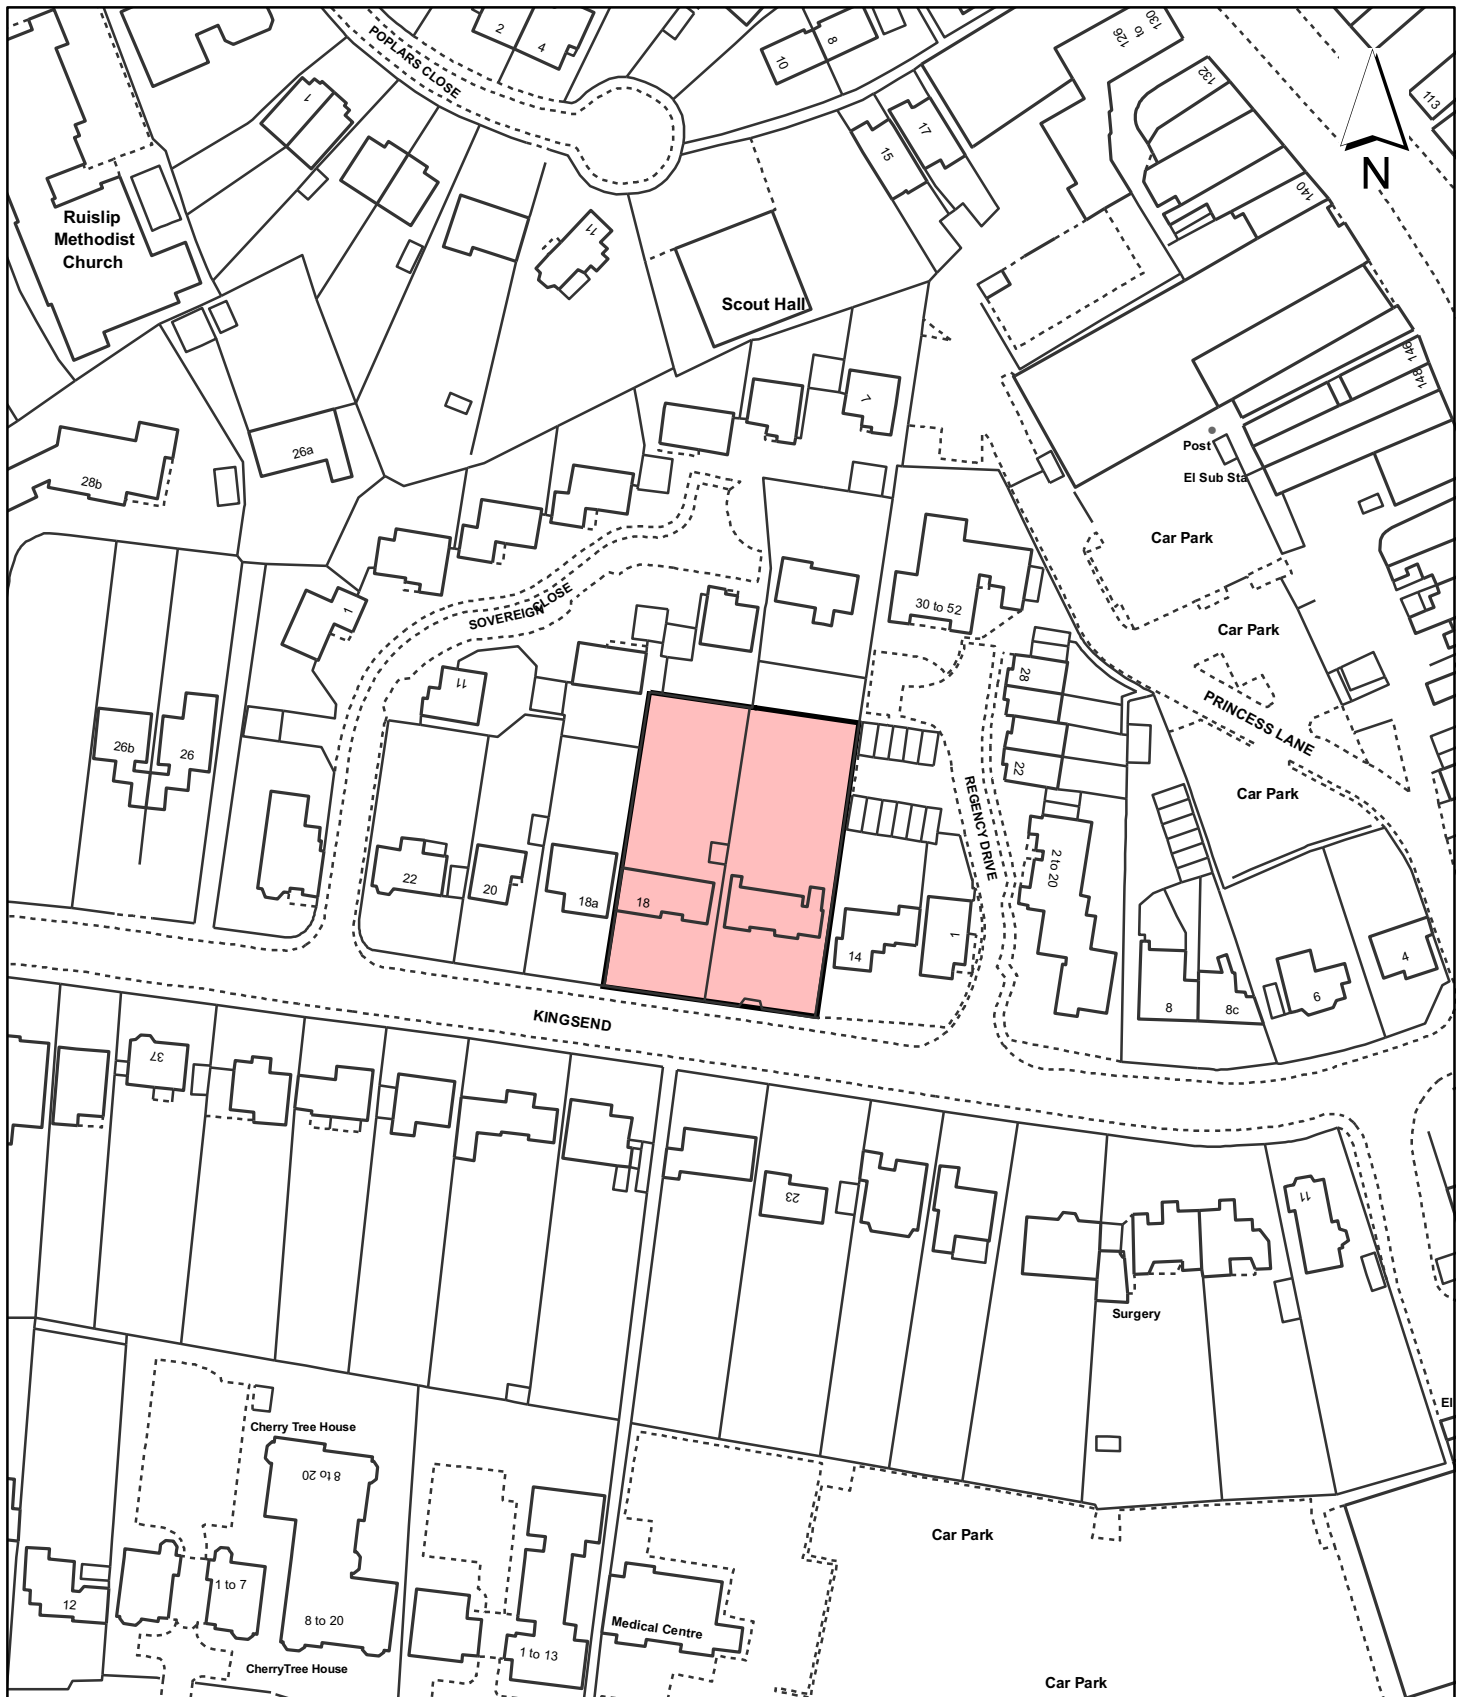 2
4
POPLARS CLOSE
10
8
130
to
126
132
113
1
17
15
N
140
Ruislip
Methodist
Church
11
Scout Hall
146
148
7
Post
El Sub Sta
26a
28b
Car Park
SOVEREIGN CLOSE
1
30 to 52
Car Park
11
28
PRINCESS LANE
26b
26
22
REGENCY DRIVE
Car Park
22
20
18a
18
2 to 20
14
1
4
6
8
8c
KINGSEND
37
23
11
Surgery
El
Cherry Tree House
8 to 20
Car Park
1 to 7
12
8 to 20
Medical Centre
1 to 13
CherryTree House
Car Park